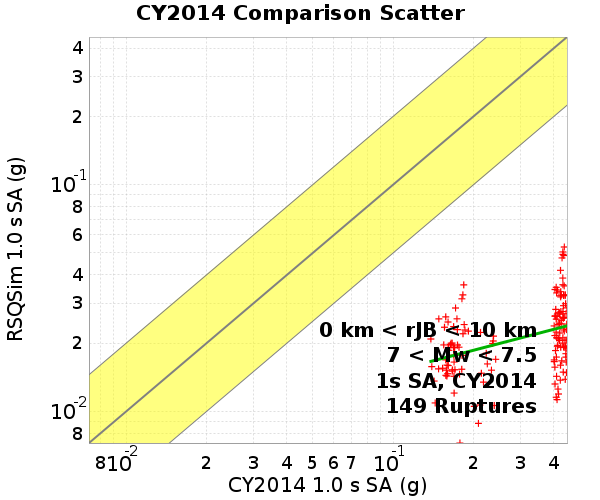 CY2014 Comparison Scatter
RSQSim 1.0 s SA (g)
4
3
2
10^-1
8
6
4
3
2
10^-2
8
0 km < rJB < 10 km
7 < Mw < 7.5
1s SA, CY2014
149 Ruptures
8 10^-2 2 3 4 5 6 7 10^-1 2 3 4
CY2014 1.0 s SA (g)